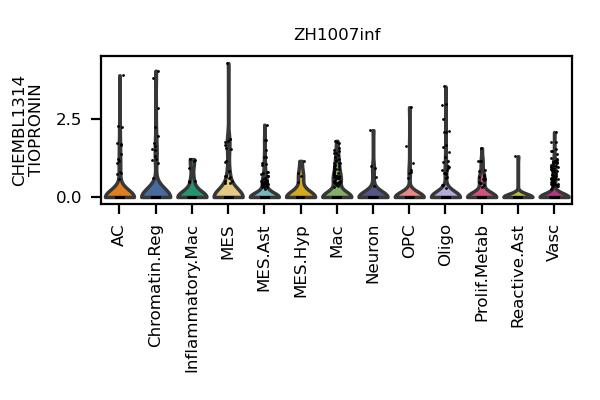 ZH1007inf
CHEMBL1314
TIOPRONIN
2.5
0.0
AC
Chromatin.Reg
Inflammatory.Mac
MES
MES.Ast
MES.Hyp
Mac
Neuron
OPC
Oligo
Prolif.Metab
Reactive.Ast
Vasc